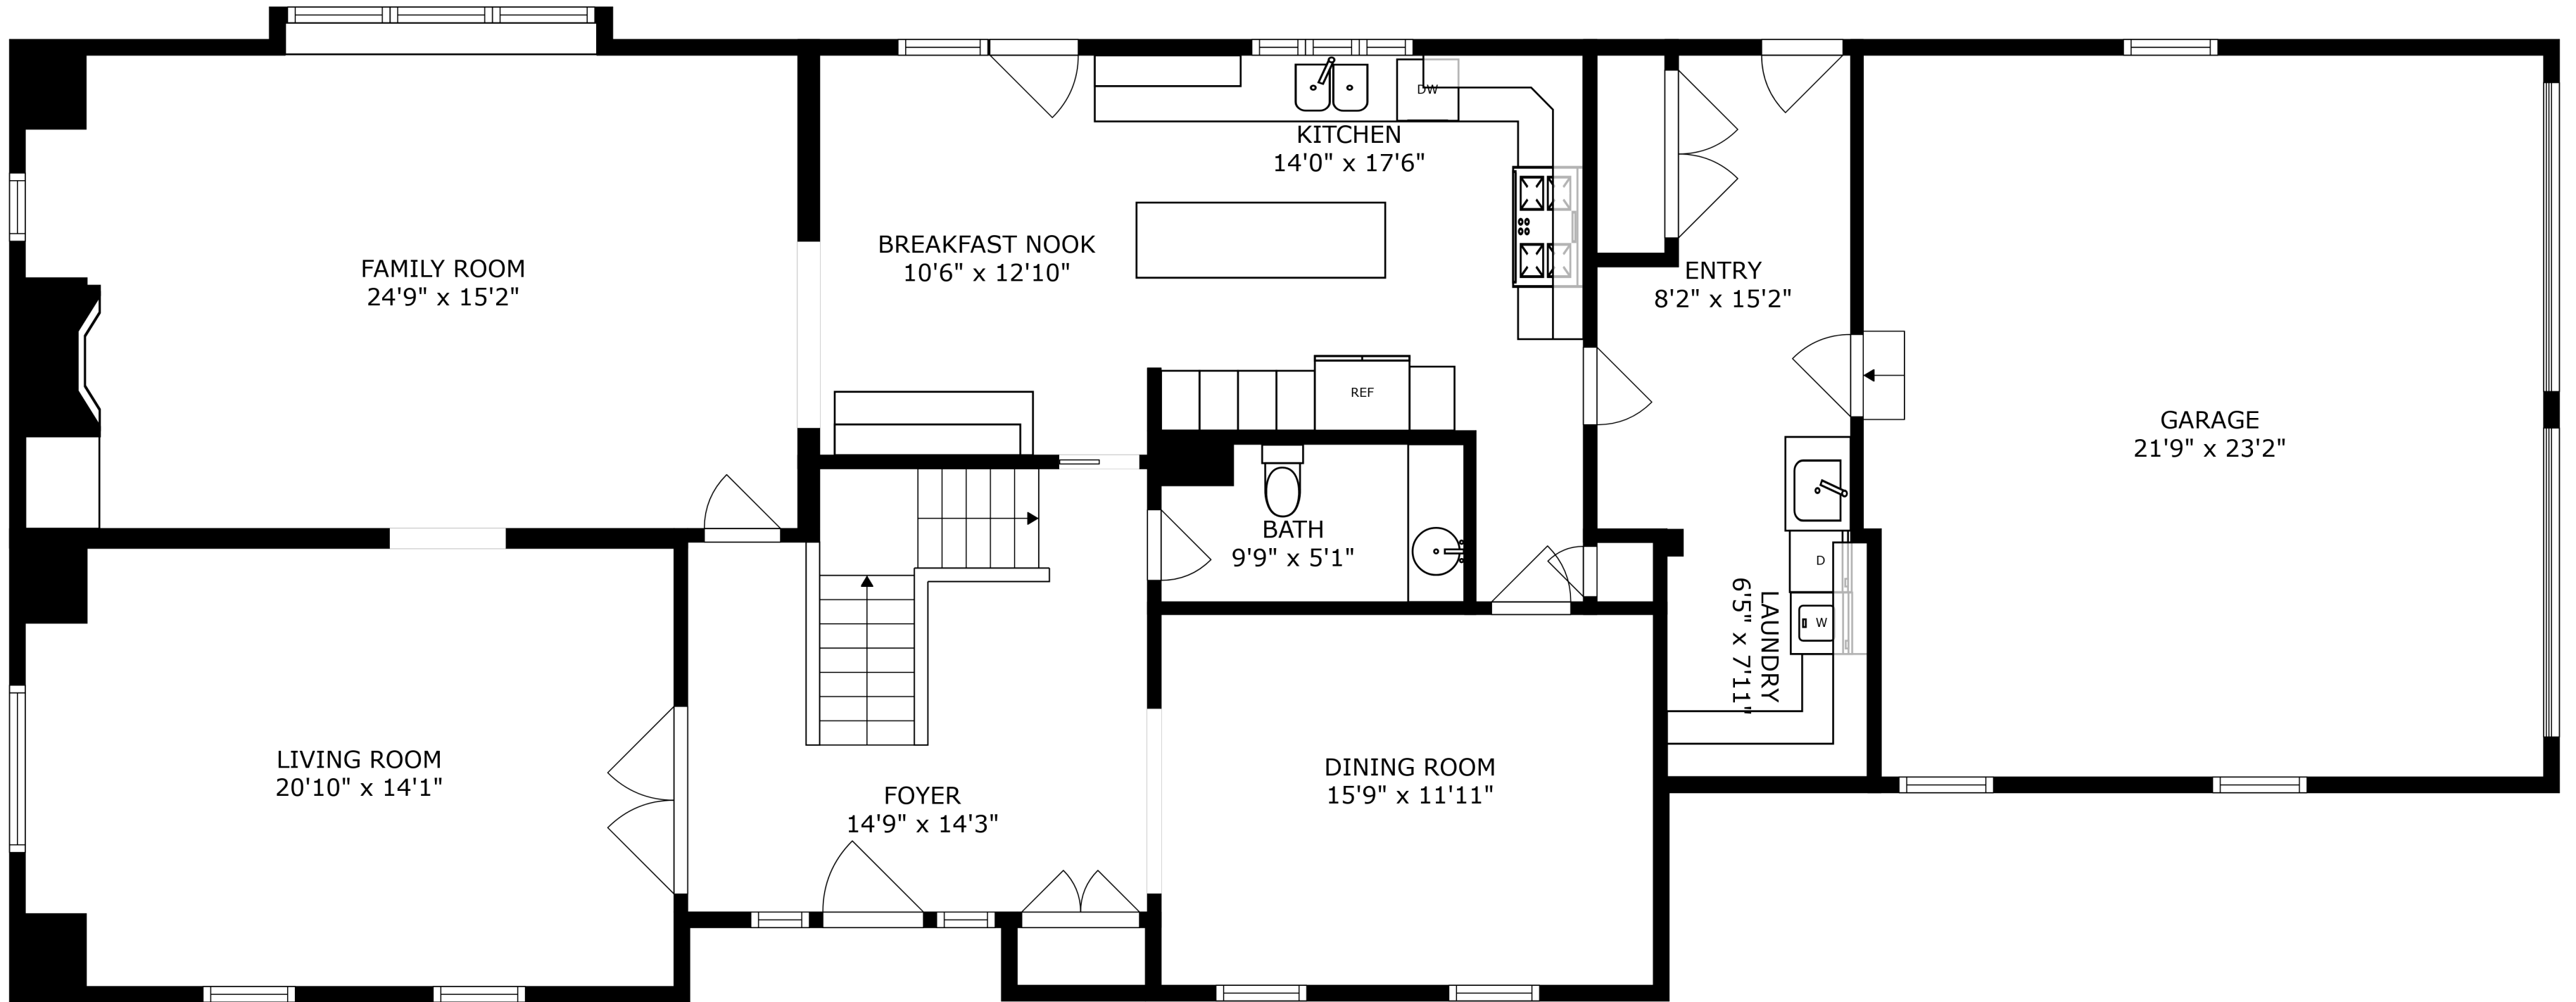 DW
KITCHEN
14'0" x 17'6"
BREAKFAST NOOK
10'6" x 12'10"
FAMILY ROOM
24'9" x 15'2"
ENTRY
8'2" x 15'2"
REF
GARAGE
21'9" x 23'2"
BATH
9'9" x 5'1"
D
W
LAUNDRY
6'5" x 7'11"
LIVING ROOM
20'10" x 14'1"
DINING ROOM
15'9" x 11'11"
FOYER
14'9" x 14'3"